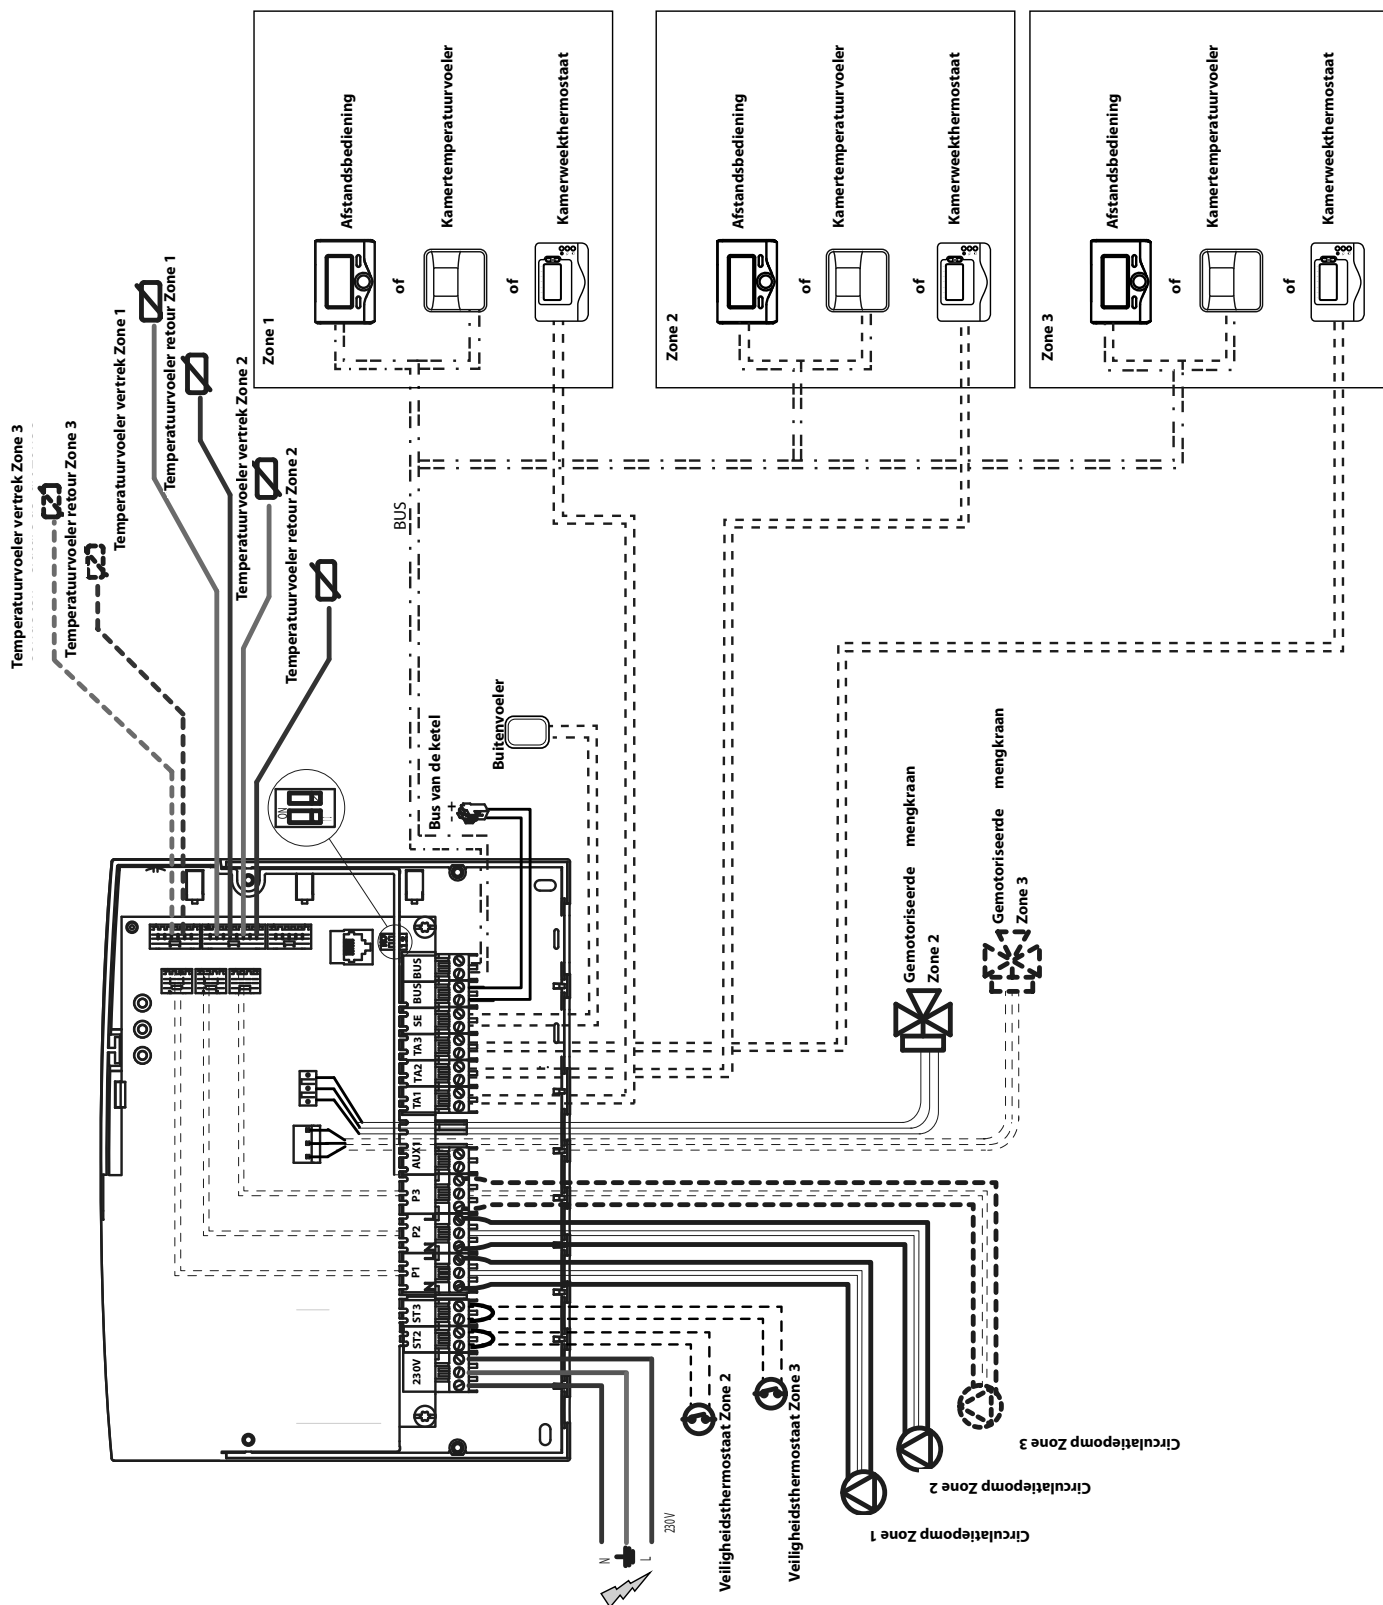 Temperatuurvoeler vertrek Zone 3
Temperatuurvoeler retour Zone 3
Temperatuurvoeler vertrek Zone 1
Temperatuurvoeler retour Zone 1
Temperatuurvoeler vertrek Zone 2
Temperatuurvoeler retour Zone 2
Zone 1
Afstandsbediening
of
Kamertemperatuurvoeler
of
Kamerweekthermostaat
Zone 2
Afstandsbediening
of
Kamertemperatuurvoeler
of
Kamerweekthermostaat
Zone 3
Afstandsbediening
of
Kamertemperatuurvoeler
of
Kamerweekthermostaat
BUS
Bus van de ketel
- +
Buitenvoeler
ON
Gemotoriseerde mengkraan
Zone 2
Gemotoriseerde mengkraan
Zone 3
BUS
BUS
SE
TA3
TA2
TA1
AUX1
P3
P2
P1
ST3
ST2
230V
L
N
L
N
N
L
230V
Veiligheidsthermostaat Zone 2
Veiligheidsthermostaat Zone 3
Circulatiepomp Zone 1
Circulatiepomp Zone 2
Circulatiepomp Zone 3